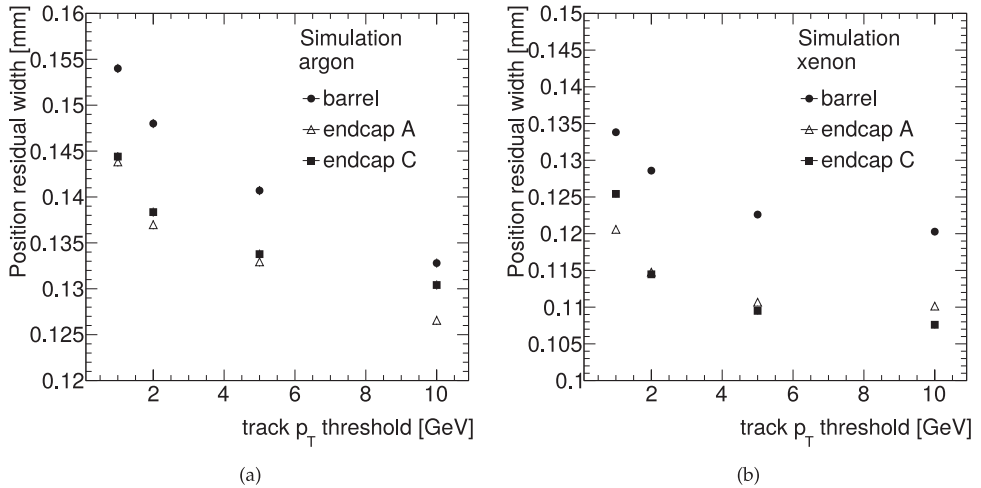 Position residual width [mm]
0.16
0.155
0.15
0.145
0.14
0.135
0.13
0.125
0.12
Simulation
argon
barrel
endcap A
endcap C
2
4
6
8
10
track p_T threshold [GeV]
(a)
Position residual width [mm]
0.15
0.145
0.14
0.135
0.13
0.125
0.12
0.115
0.11
0.105
0.1
Simulation
xenon
barrel
endcap A
endcap C
2
4
6
8
10
track p_T threshold [GeV]
(b)